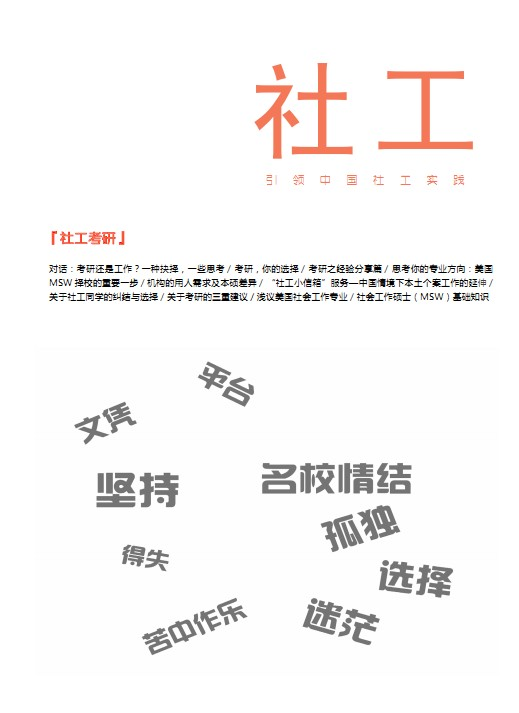 社工
引领中国社工实践
『社工考研』
对话：考研还是工作？一种抉择，一些思考 / 考研，你的选择 / 考研之经验分享篇 / 思考你的专业方向：美国
MSW 择校的重要一步 / 机构的用人需求及本硕差异 / “社工小信箱”服务—中国情境下本土个案工作的延伸 /
关于社工同学的纠结与选择 / 关于考研的三重建议 / 浅议美国社会工作专业 / 社会工作硕士（MSW）基础知识
平台
文凭
坚持
名校情结
孤独
得失
选择
苦中作乐
迷茫